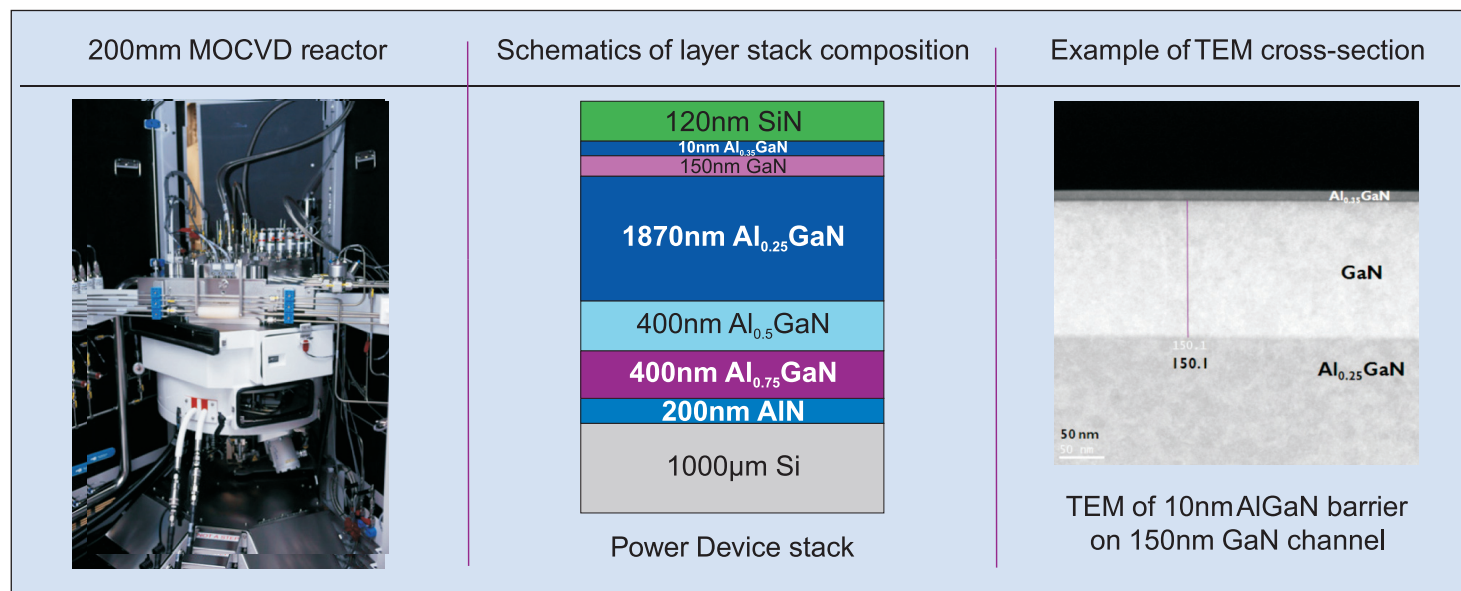 200mm MOCVD reactor
Schematics of layer stack composition
Example of TEM cross-section
120nm SiN
10nm Al0.35GaN
150nm GaN
1870nm Al0.25GaN
400nm Al0.5GaN
400nm Al0.75GaN
200nm AlN
1000µm Si
Power Device stack
Al0.35GaN
GaN
150.1
150.1
Al0.25GaN
50 nm
50 nm
TEM of 10nm AlGaN barrier
on 150nm GaN channel
NOT A STEP